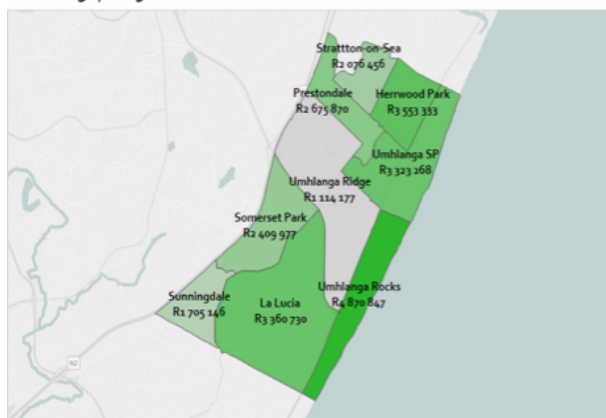 Strattton-on-Sea
R2 076 456
Prestondale
R2 675 870
Herrwood Park
R3 553 333
Umhlanga SP
R3 323 268
Umhlanga Ridge
R1 114 177
Somerset Park
R2 409 977
Sunningdale
R1 705 146
La Lucia
R3 360 730
Umhlanga Rocks
R4 870 847
N2